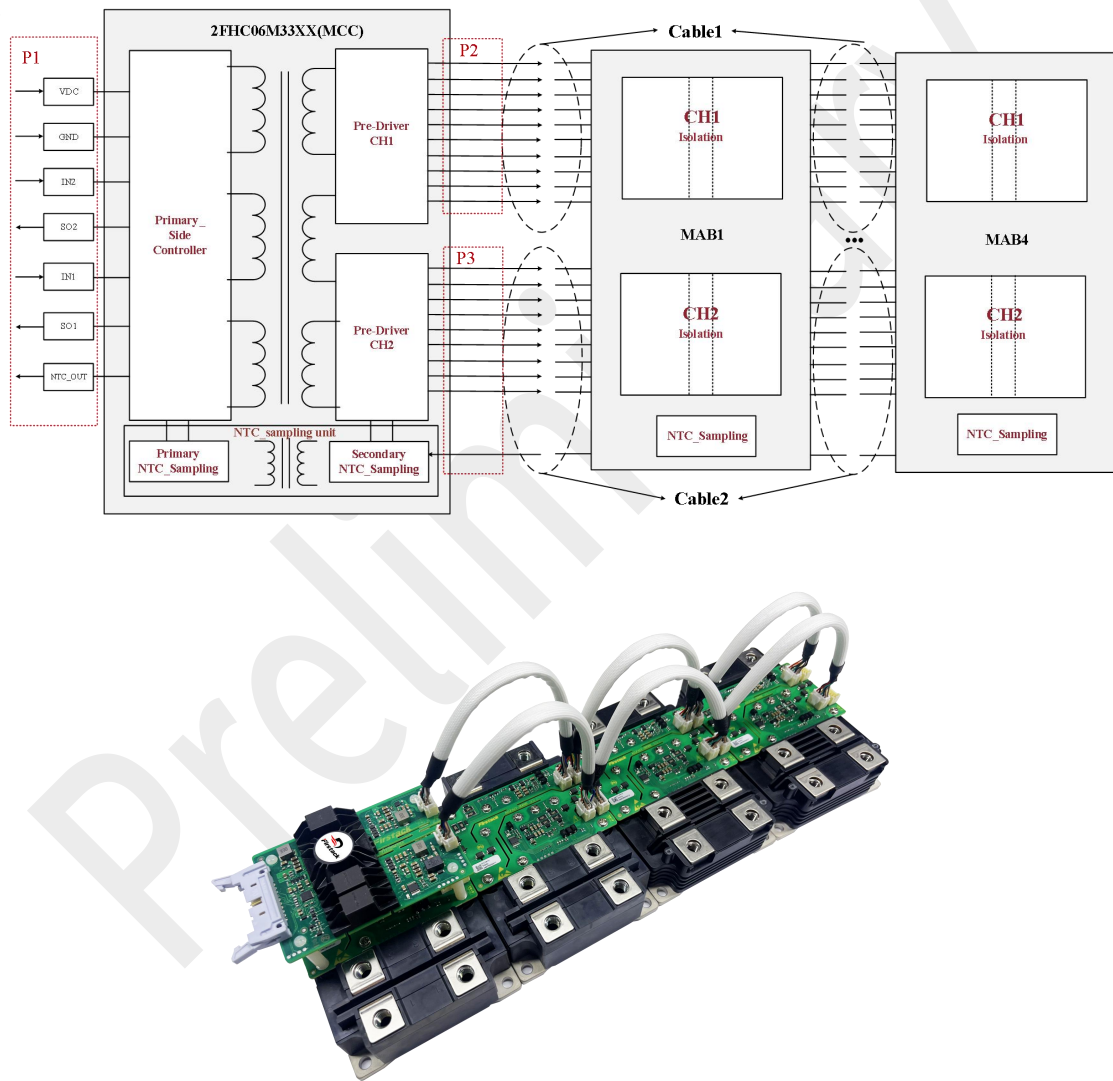 2FHC06M33XX(MCC)
Cable1
P1
P2
VDC
GND
IN2
SO2
IN1
SO1
NTC_OUT
Primary_
Side
Controller
Pre-Driver
CH1
Pre-Driver
CH2
P3
CH1
Isolation
MAB1
CH2
Isolation
NTC_Sampling
•••
CH1
Isolation
MAB4
CH2
Isolation
NTC_Sampling
NTC_sampling unit
Primary
NTC_Sampling
Secondary
NTC_Sampling
Cable2
Preliminary
Firstack
Firstack